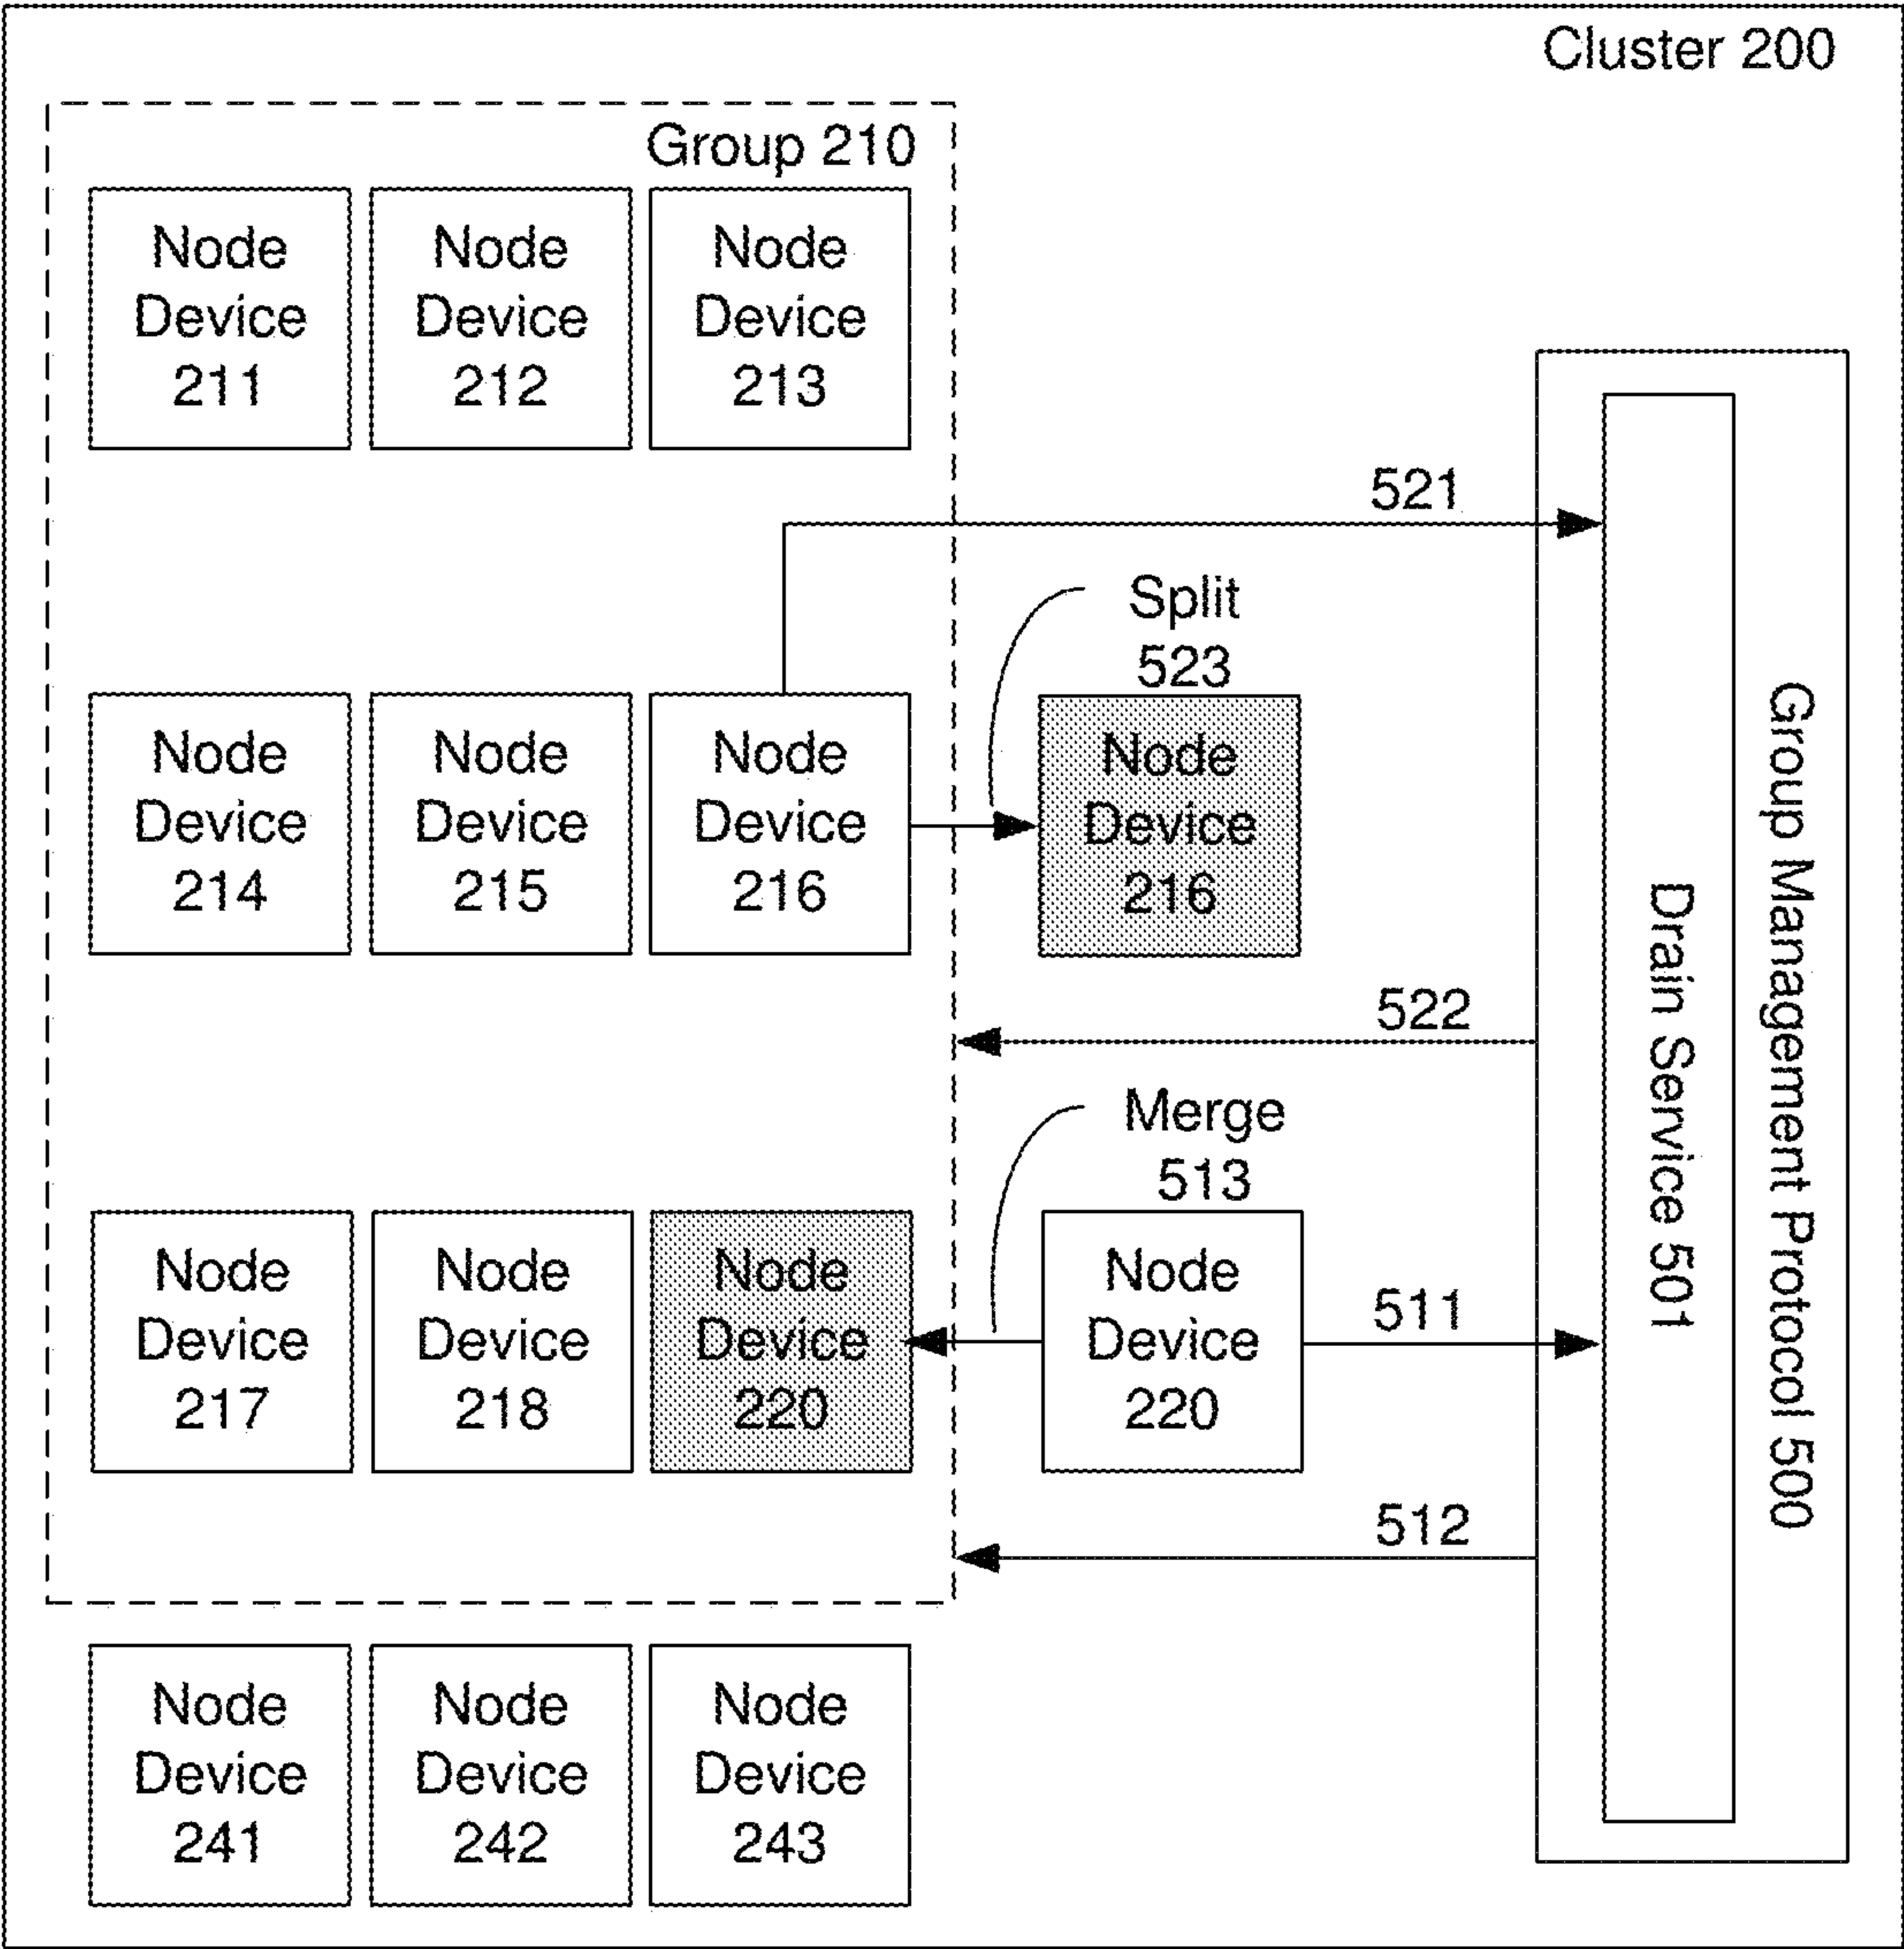 Cluster 200
Group 210
Node
Device
211
Node
Device
212
Node
Device
213
521
Split
523
Node
Device
214
Node
Device
215
Node
Device
216
Node
Device
216
522
Merge
513
Node
Device
217
Node
Device
218
Node
Device
220
Node
Device
220
511
512
Node
Device
241
Node
Device
242
Node
Device
243
Drain Service 501
Group Management Protocol 500